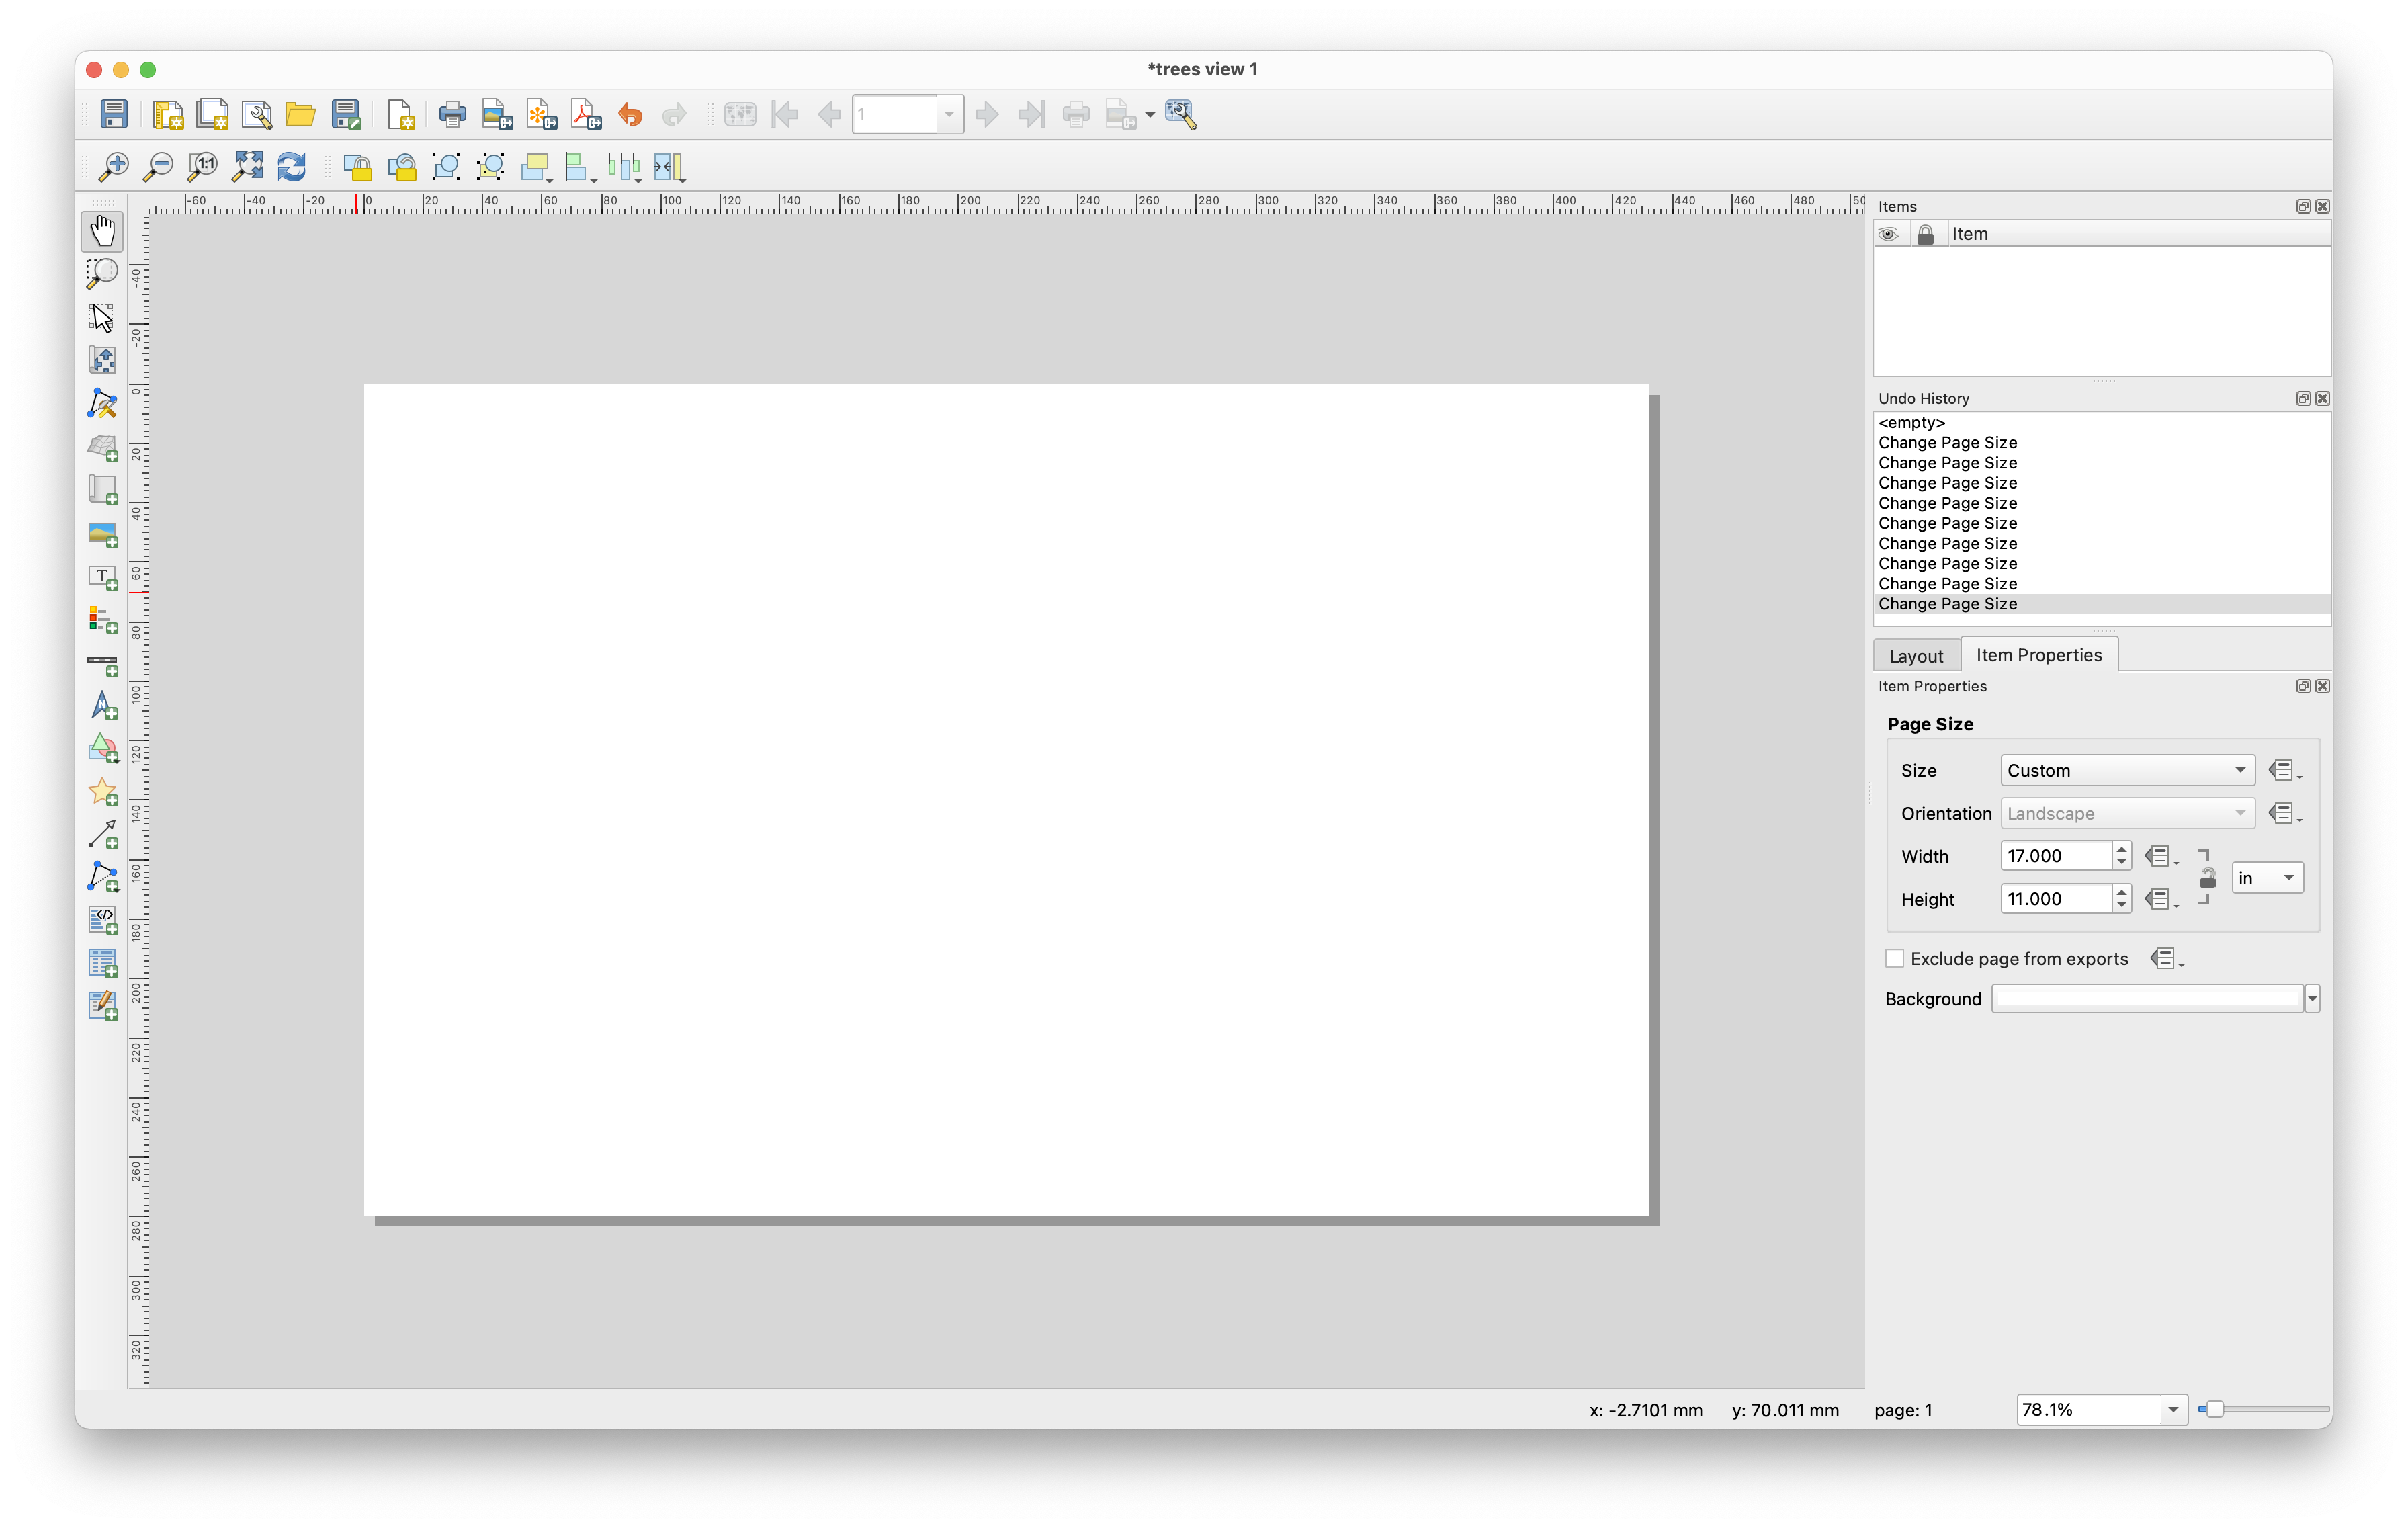 *trees view 1
1
1:1
-60 -40 -20 0 20 40 60 80 100 120 140 160 180 200 220 240 260 280 300 320 340 360 380 400 420 440 460 480 50
-40
-20
0
20
40
60
80
100
120
140
160
180
200
220
240
260
280
300
320
T
N
</>
Items
Item
Undo History
<empty>
Change Page Size
Change Page Size
Change Page Size
Change Page Size
Change Page Size
Change Page Size
Change Page Size
Change Page Size
Change Page Size
Layout Item Properties
Item Properties
Page Size
Size Custom
Orientation Landscape
Width 17.000
in
Height 11.000
Exclude page from exports
Background
x: -2.7101 mm y: 70.011 mm page: 1 78.1%